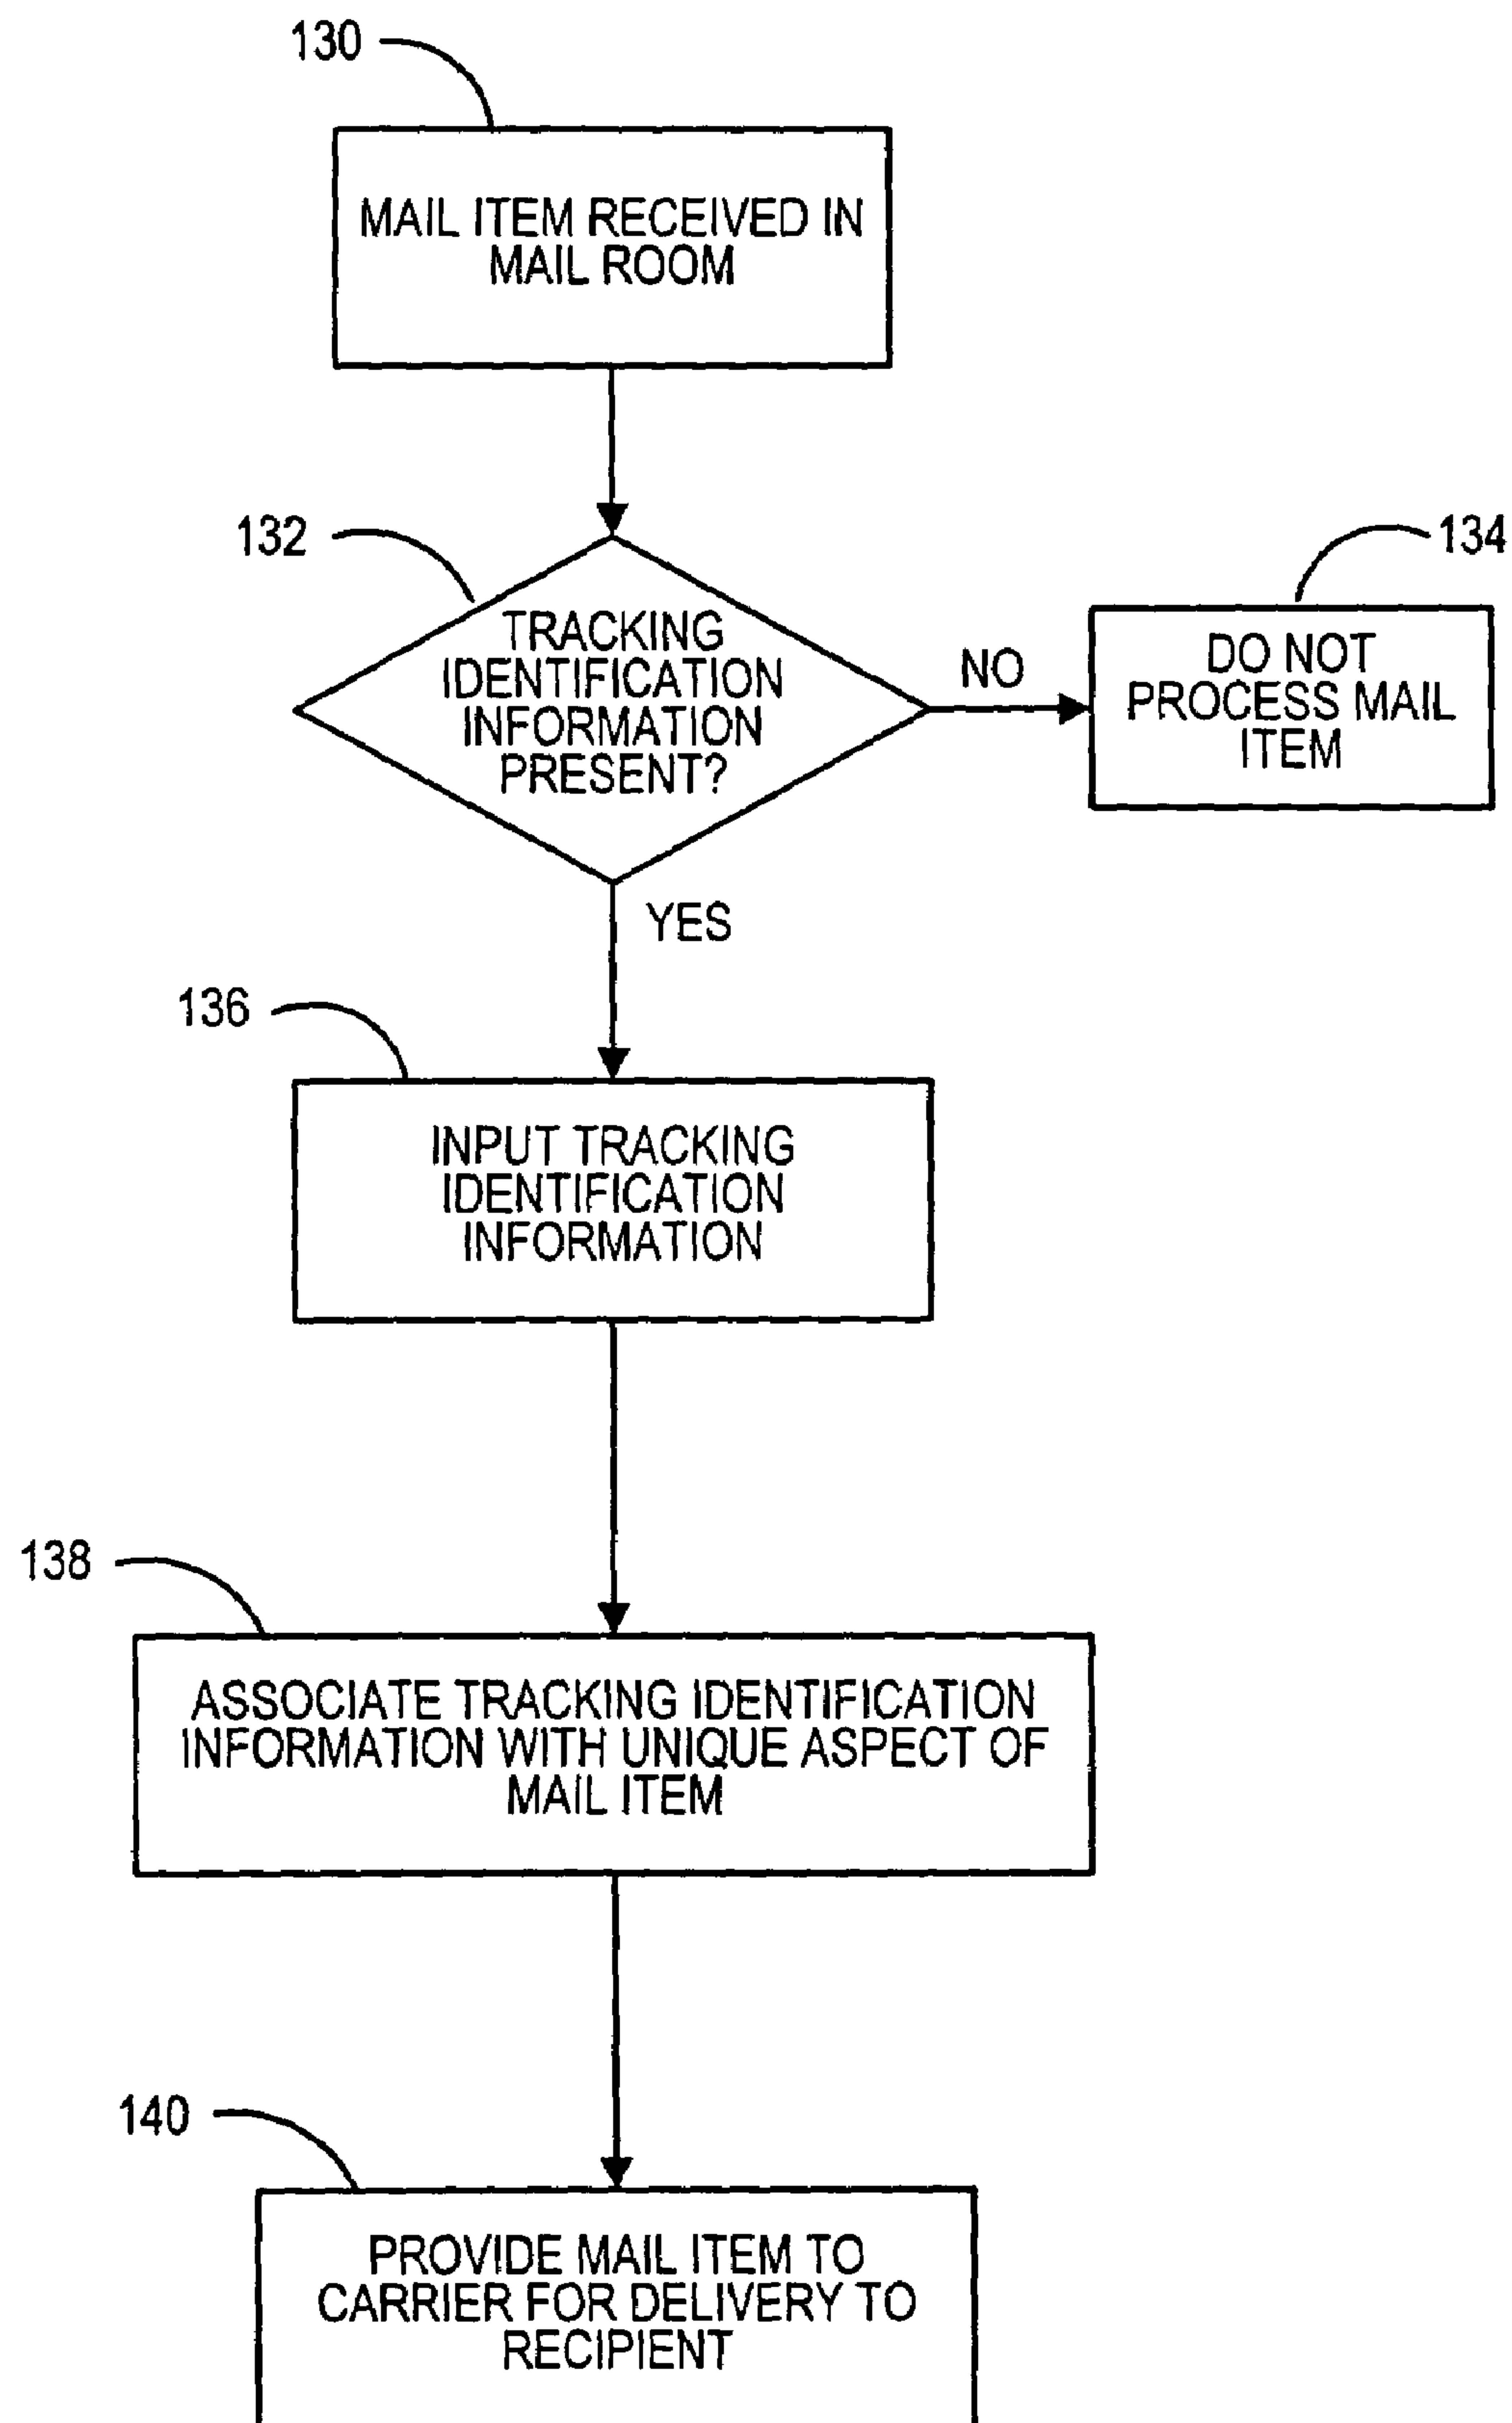 130
MAIL ITEM RECEIVED IN
MAIL ROOM
132
TRACKING
IDENTIFICATION
INFORMATION
PRESENT?
NO
134
DO NOT
PROCESS MAIL
ITEM
YES
136
INPUT TRACKING
IDENTIFICATION
INFORMATION
138
ASSOCIATE TRACKING IDENTIFICATION
INFORMATION WITH UNIQUE ASPECT OF
MAIL ITEM
140
PROVIDE MAIL ITEM TO
CARRIER FOR DELIVERY TO
RECIPIENT